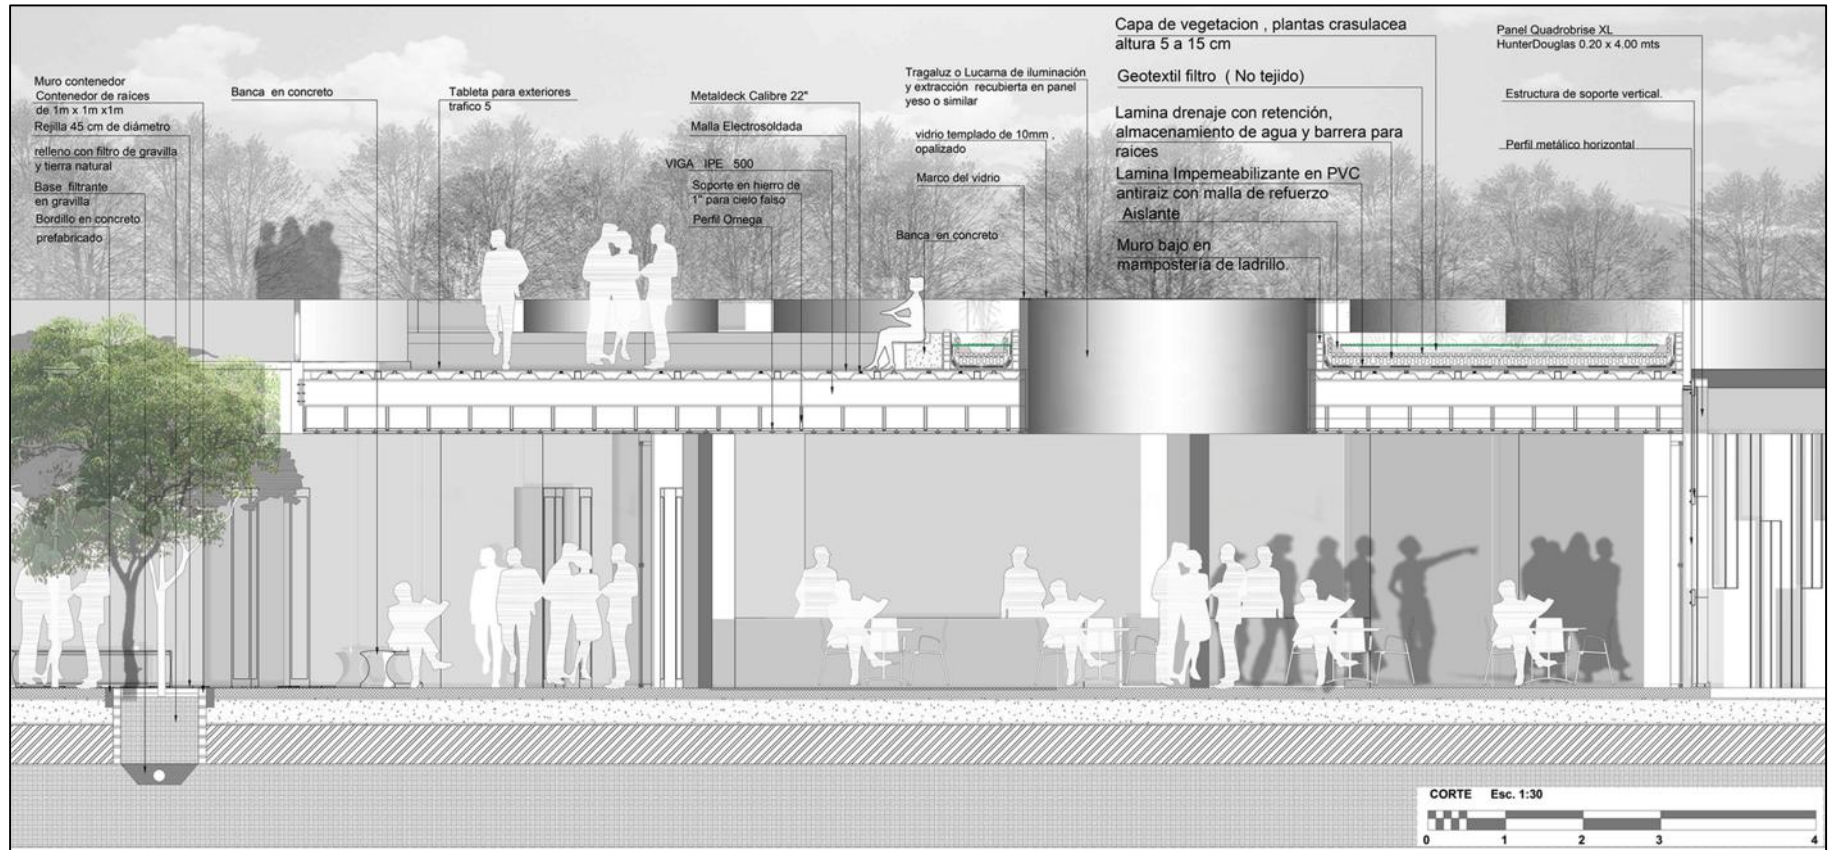 Muro contenedor
Contenedor de raíces
de 1m x 1m x1m
Rejilla 45 cm de diámetro
relleno con filtro de gravilla
y tierra natural
Base filtrante
en gravilla
Bordillo en concreto
prefabricado
Banca en concreto
Tableta para exteriores
trafico 5
Metaldeck Calibre 22"
Malla Electrosoldada
VIGA IPE 500
Soporte en hierro de
1" para cielo falso
Perfil Omega
Tragaluz o Lucarna de iluminación
y extracción recubierta en panel
yeso o similar
vidrio templado de 10mm ,
opalizado
Marco del vidrio
Banca en concreto
Capa de vegetacion , plantas crasulacea
altura 5 a 15 cm
Geotextil filtro ( No tejido)
Lamina drenaje con retención,
almacenamiento de agua y barrera para
raices
Lamina Impemeabilizante en PVC
antiraiz con malla de refuerzo
Aislante
Muro bajo en
mampostería de ladrillo.
Panel Quadrobrise XL
HunterDouglas 0.20 x 4.00 mts
Estructura de soporte vertical.
Perfil metálico horizontal
CORTE Esc. 1:30
0 1 2 3 4